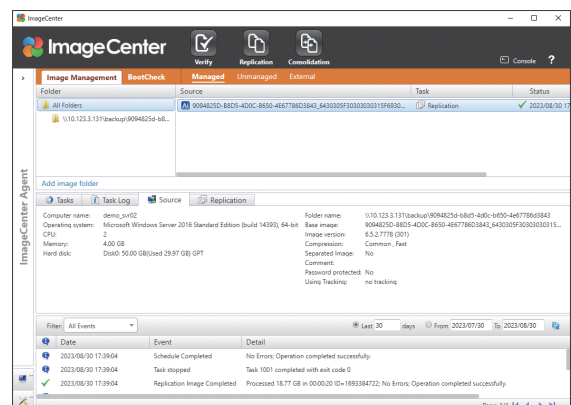 ImageCenter
ImageCenter
Verify
Replication
Consolidation
Console
?
Image Management
BootCheck
Managed
Unmanaged
External
Folder
Source
Task
Status
All Folders
9094825D-B8D5-4D0C-B650-4E67786D3843_6430305F30303030315F6930...
Replication
2023/08/30 17
\\10.123.3.131\backup\9094825d-b8...
ImageCenter Agent
Add image folder
Tasks
Task Log
Source
Replication
Computer name: demo_svr02
Operating system: Microsoft Windows Server 2016 Standard Edition (build 14393), 64-bit
CPU: 2
Memory: 4.00 GB
Hard disk: Disk0: 50.00 GB(Used 29.97 GB) GPT
Folder name: \\10.123.3.131\backup\9094825d-b8d5-4d0c-b650-4e67786d3843
Base image: 9094825D-B8D5-4D0C-B650-4E67786D3843_6430305F30303030315...
Image version: 6.5.2.7778 (301)
Compression: Common , Fast
Separated Image: No
Comment:
Password protected: No
Using Tracking: no tracking
Filter: All Events
Last 30 days
From 2023/07/30 To 2023/08/30
Date
Event
Detail
2023/08/30 17:39:04 Schedule Completed No Errors; Operation completed successfully.
2023/08/30 17:39:04 Task stopped Task 1001 completed with exit code 0
2023/08/30 17:39:04 Replication Image Completed Processed 18.77 GB in 00:00:20 ID=1693384722; No Errors; Operation completed successfully.